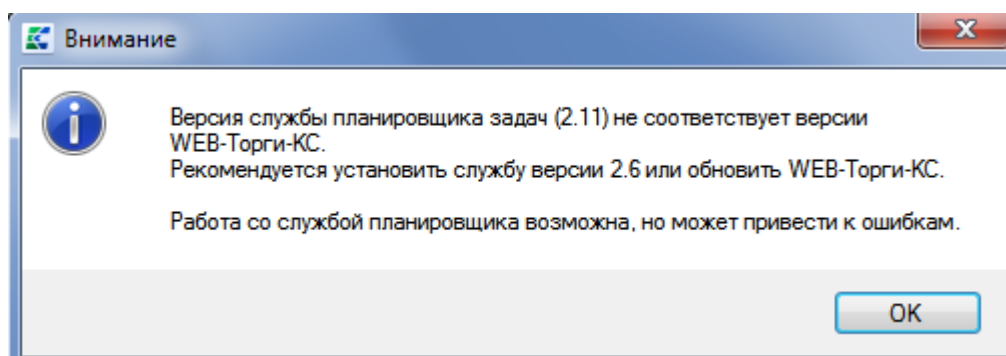 Внимание
Версия службы планировщика задач (2.11) не соответствует версии
WEB-Торги-КС.
Рекомендуется установить службу версии 2.6 или обновить WEB-Торги-КС.
Работа со службой планировщика возможна, но может привести к ошибкам.
OK